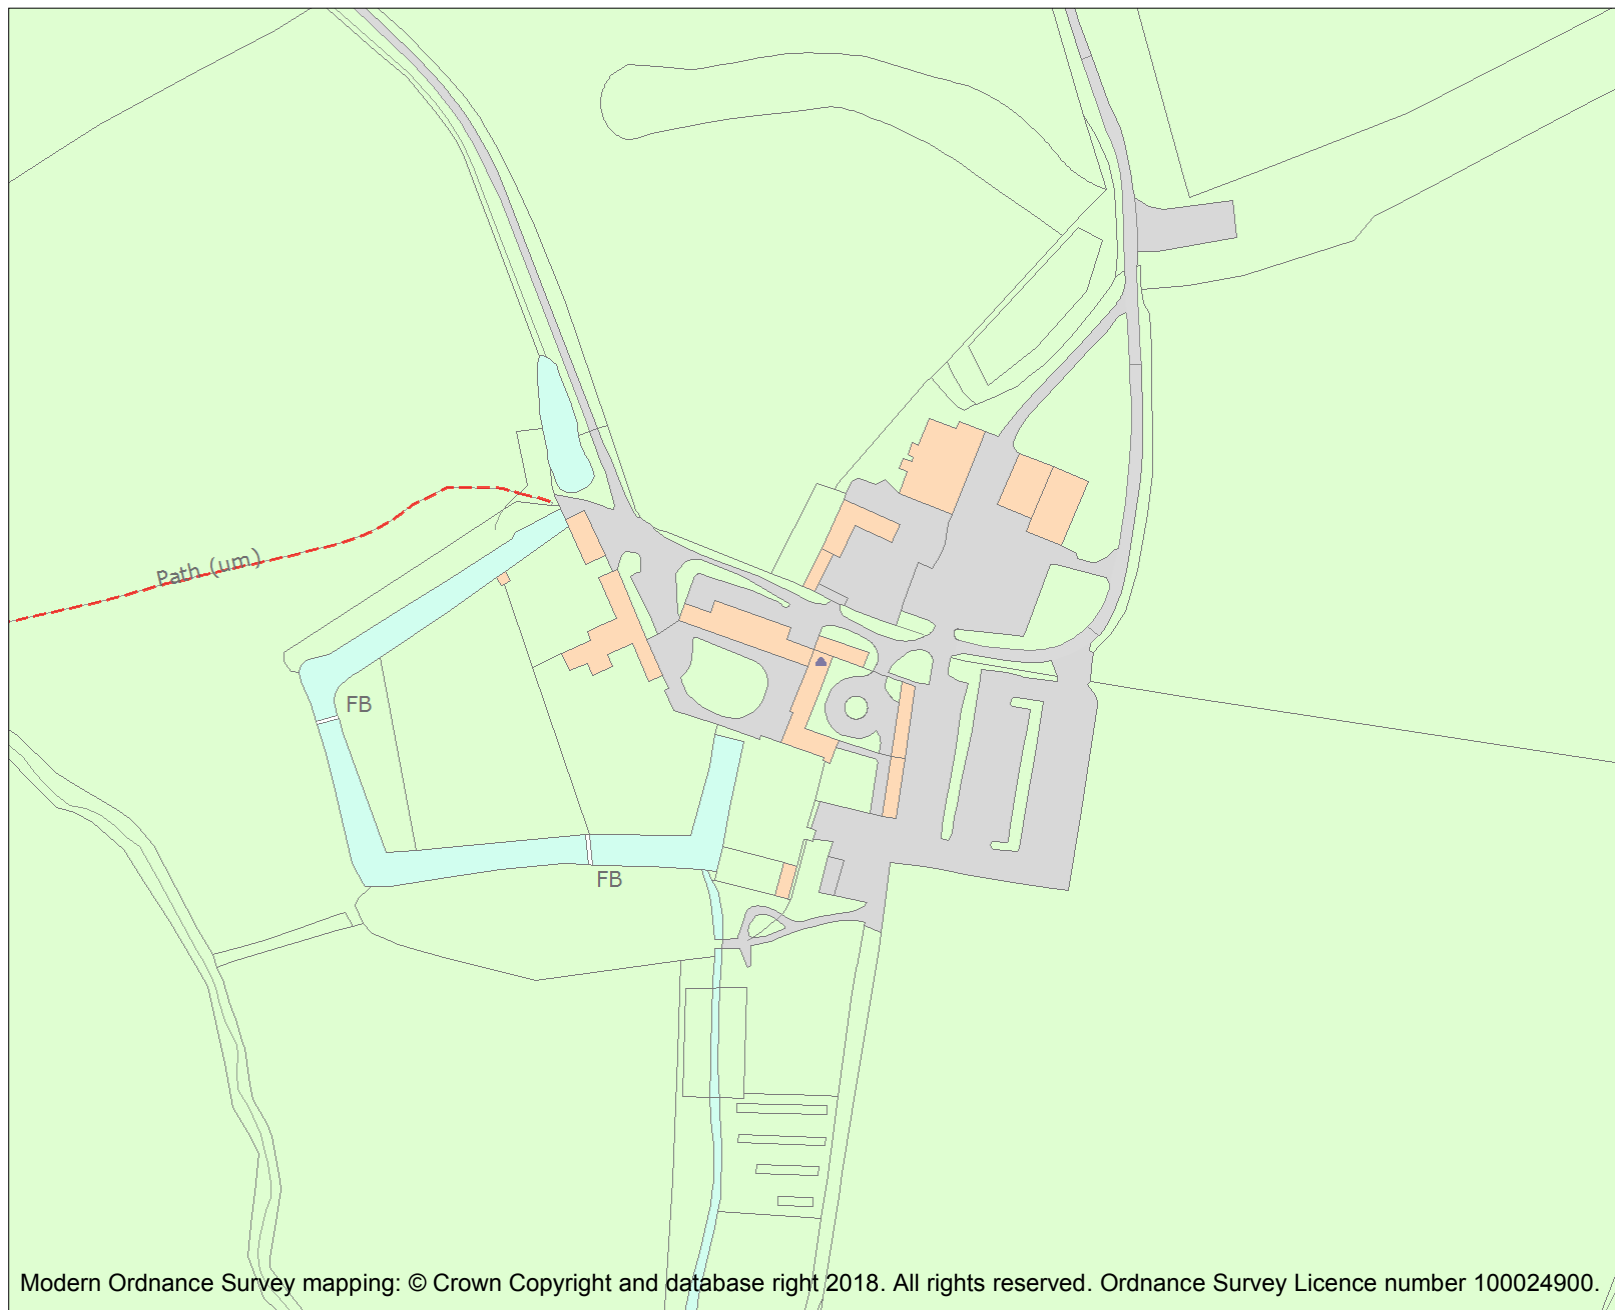 Path (um)
FB
FB
Modern Ordnance Survey mapping: © Crown Copyright and database right 2018. All rights reserved. Ordnance Survey Licence number 100024900.